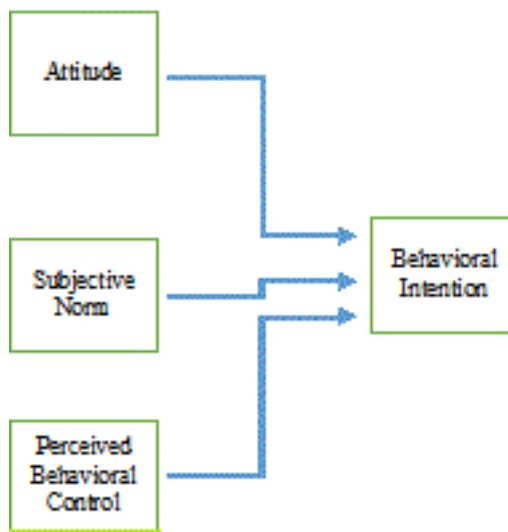 Attitude
Subjective
Norm
Behavioral
Intention
Perceived
Behavioral
Control